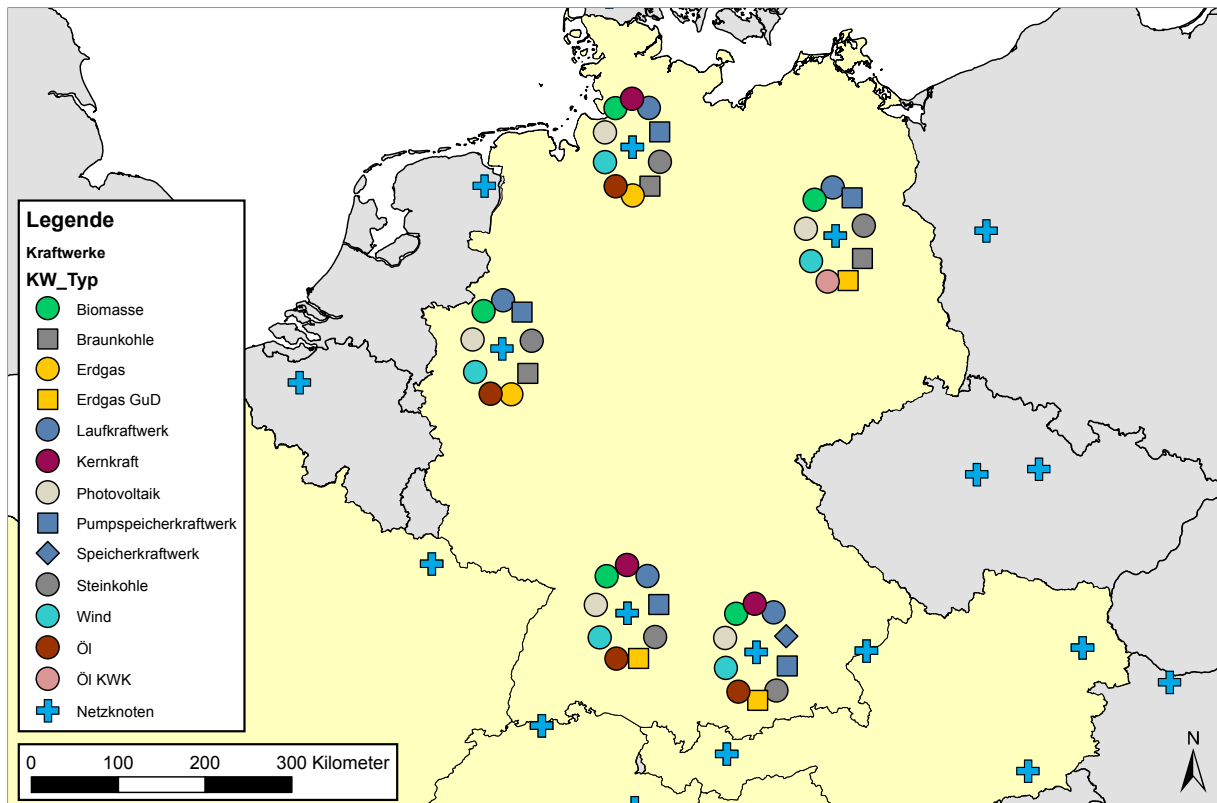 Legende
Kraftwerke
KW_Typ
Biomasse
Braunkohle
Erdgas
Erdgas GuD
Laufkraftwerk
Kernkraft
Photovoltaik
Pumpspeicherkraftwerk
Speicherkraftwerk
Steinkohle
Wind
Öl
Öl KWK
Netzknoten
0 100 200 300 Kilometer
N